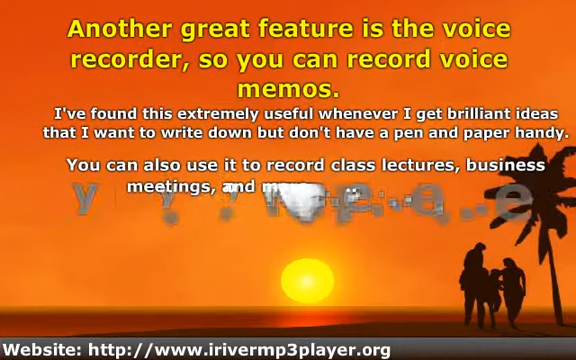 Another great feature is the voice
recorder, so you can record voice
memos.
I've found this extremely useful whenever I get brilliant ideas
that I want to write down but don't have a pen and paper handy.
You can also use it to record class lectures, business
meetings, and more
Website: http://www.irivermp3player.org